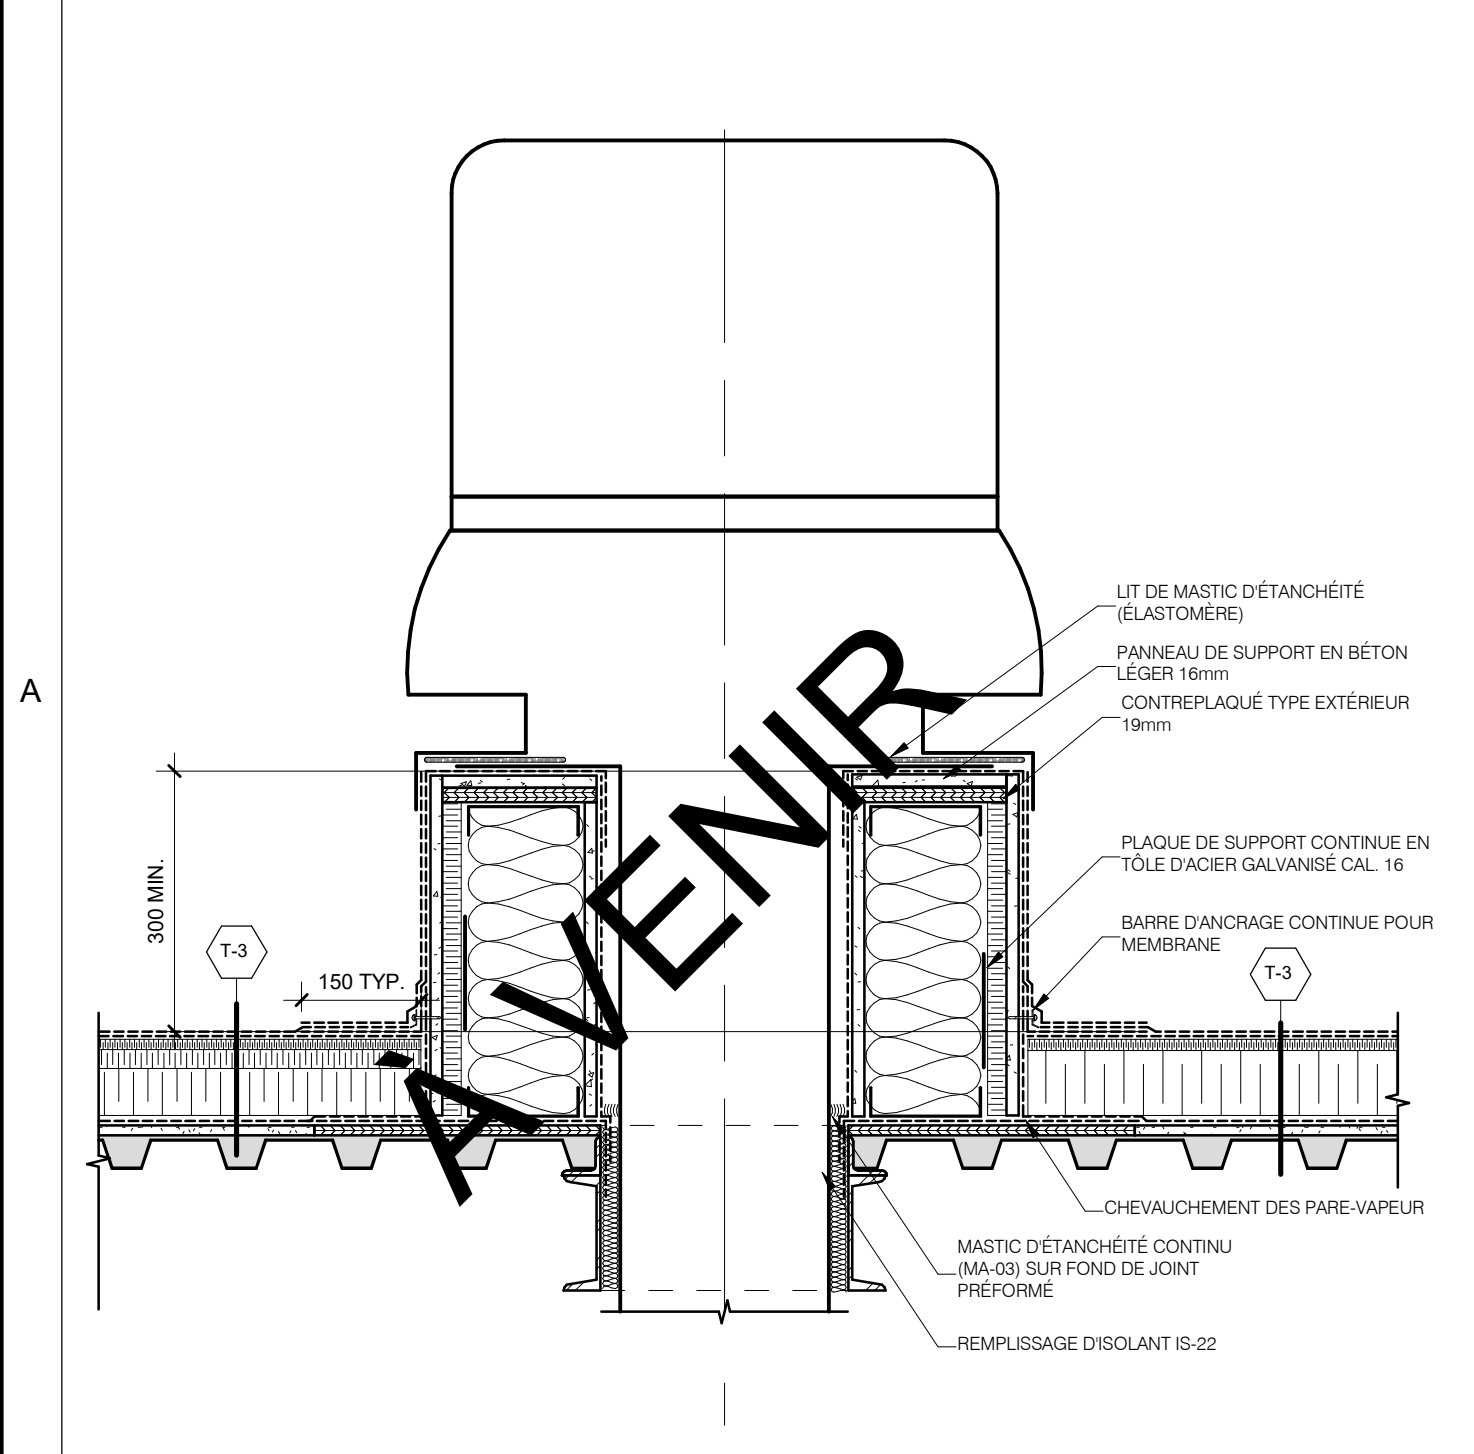 LIT DE MASTIC D'ÉTANCHÉITÉ
(ÉLASTOMÈRE)
PANNEAU DE SUPPORT EN BÉTON
LÉGER 16mm
A
CONTREPLAQUÉ TYPE EXTÉRIEUR
19mm
PLAQUE DE SUPPORT CONTINUE EN
TÔLE D'ACIER GALVANISÉ CAL. 16
300 MIN.
BARRE D'ANCRAGE CONTINUE POUR
MEMBRANE
T-3
T-3
150 TYP.
À VENIR
CHEVAUCHEMENT DES PARE-VAPEUR
MASTIC D'ÉTANCHÉITÉ CONTINU
(MA-03) SUR FOND DE JOINT
PRÉFORMÉ
REMPLISSAGE D'ISOLANT IS-22